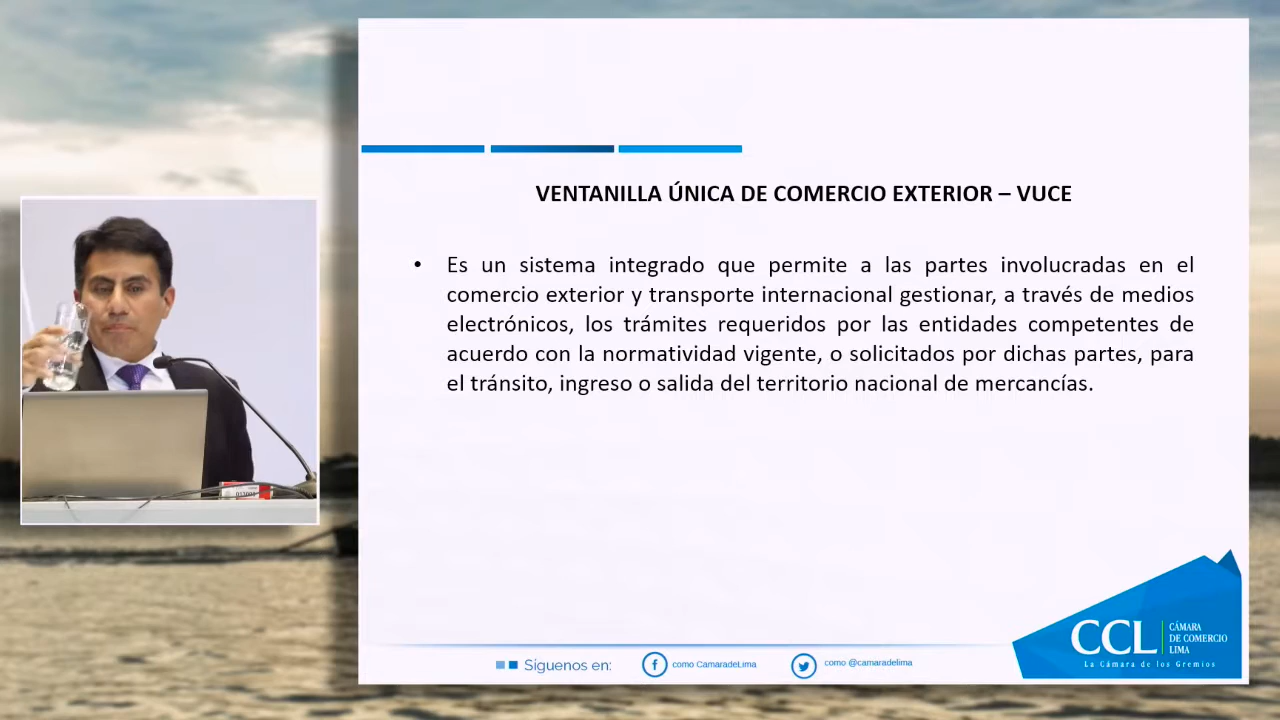 VENTANILLA ÚNICA DE COMERCIO EXTERIOR – VUCE
• Es un sistema integrado que permite a las partes involucradas en el
comercio exterior y transporte internacional gestionar, a través de medios
electrónicos, los trámites requeridos por las entidades competentes de
acuerdo con la normatividad vigente, o solicitados por dichas partes, para
el tránsito, ingreso o salida del territorio nacional de mercancías.
CCL
CÁMARA
DE COMERCIO
LIMA
La Cámara de los Gremios
Síguenos en:
como CamaradeLima
como @camaradelima